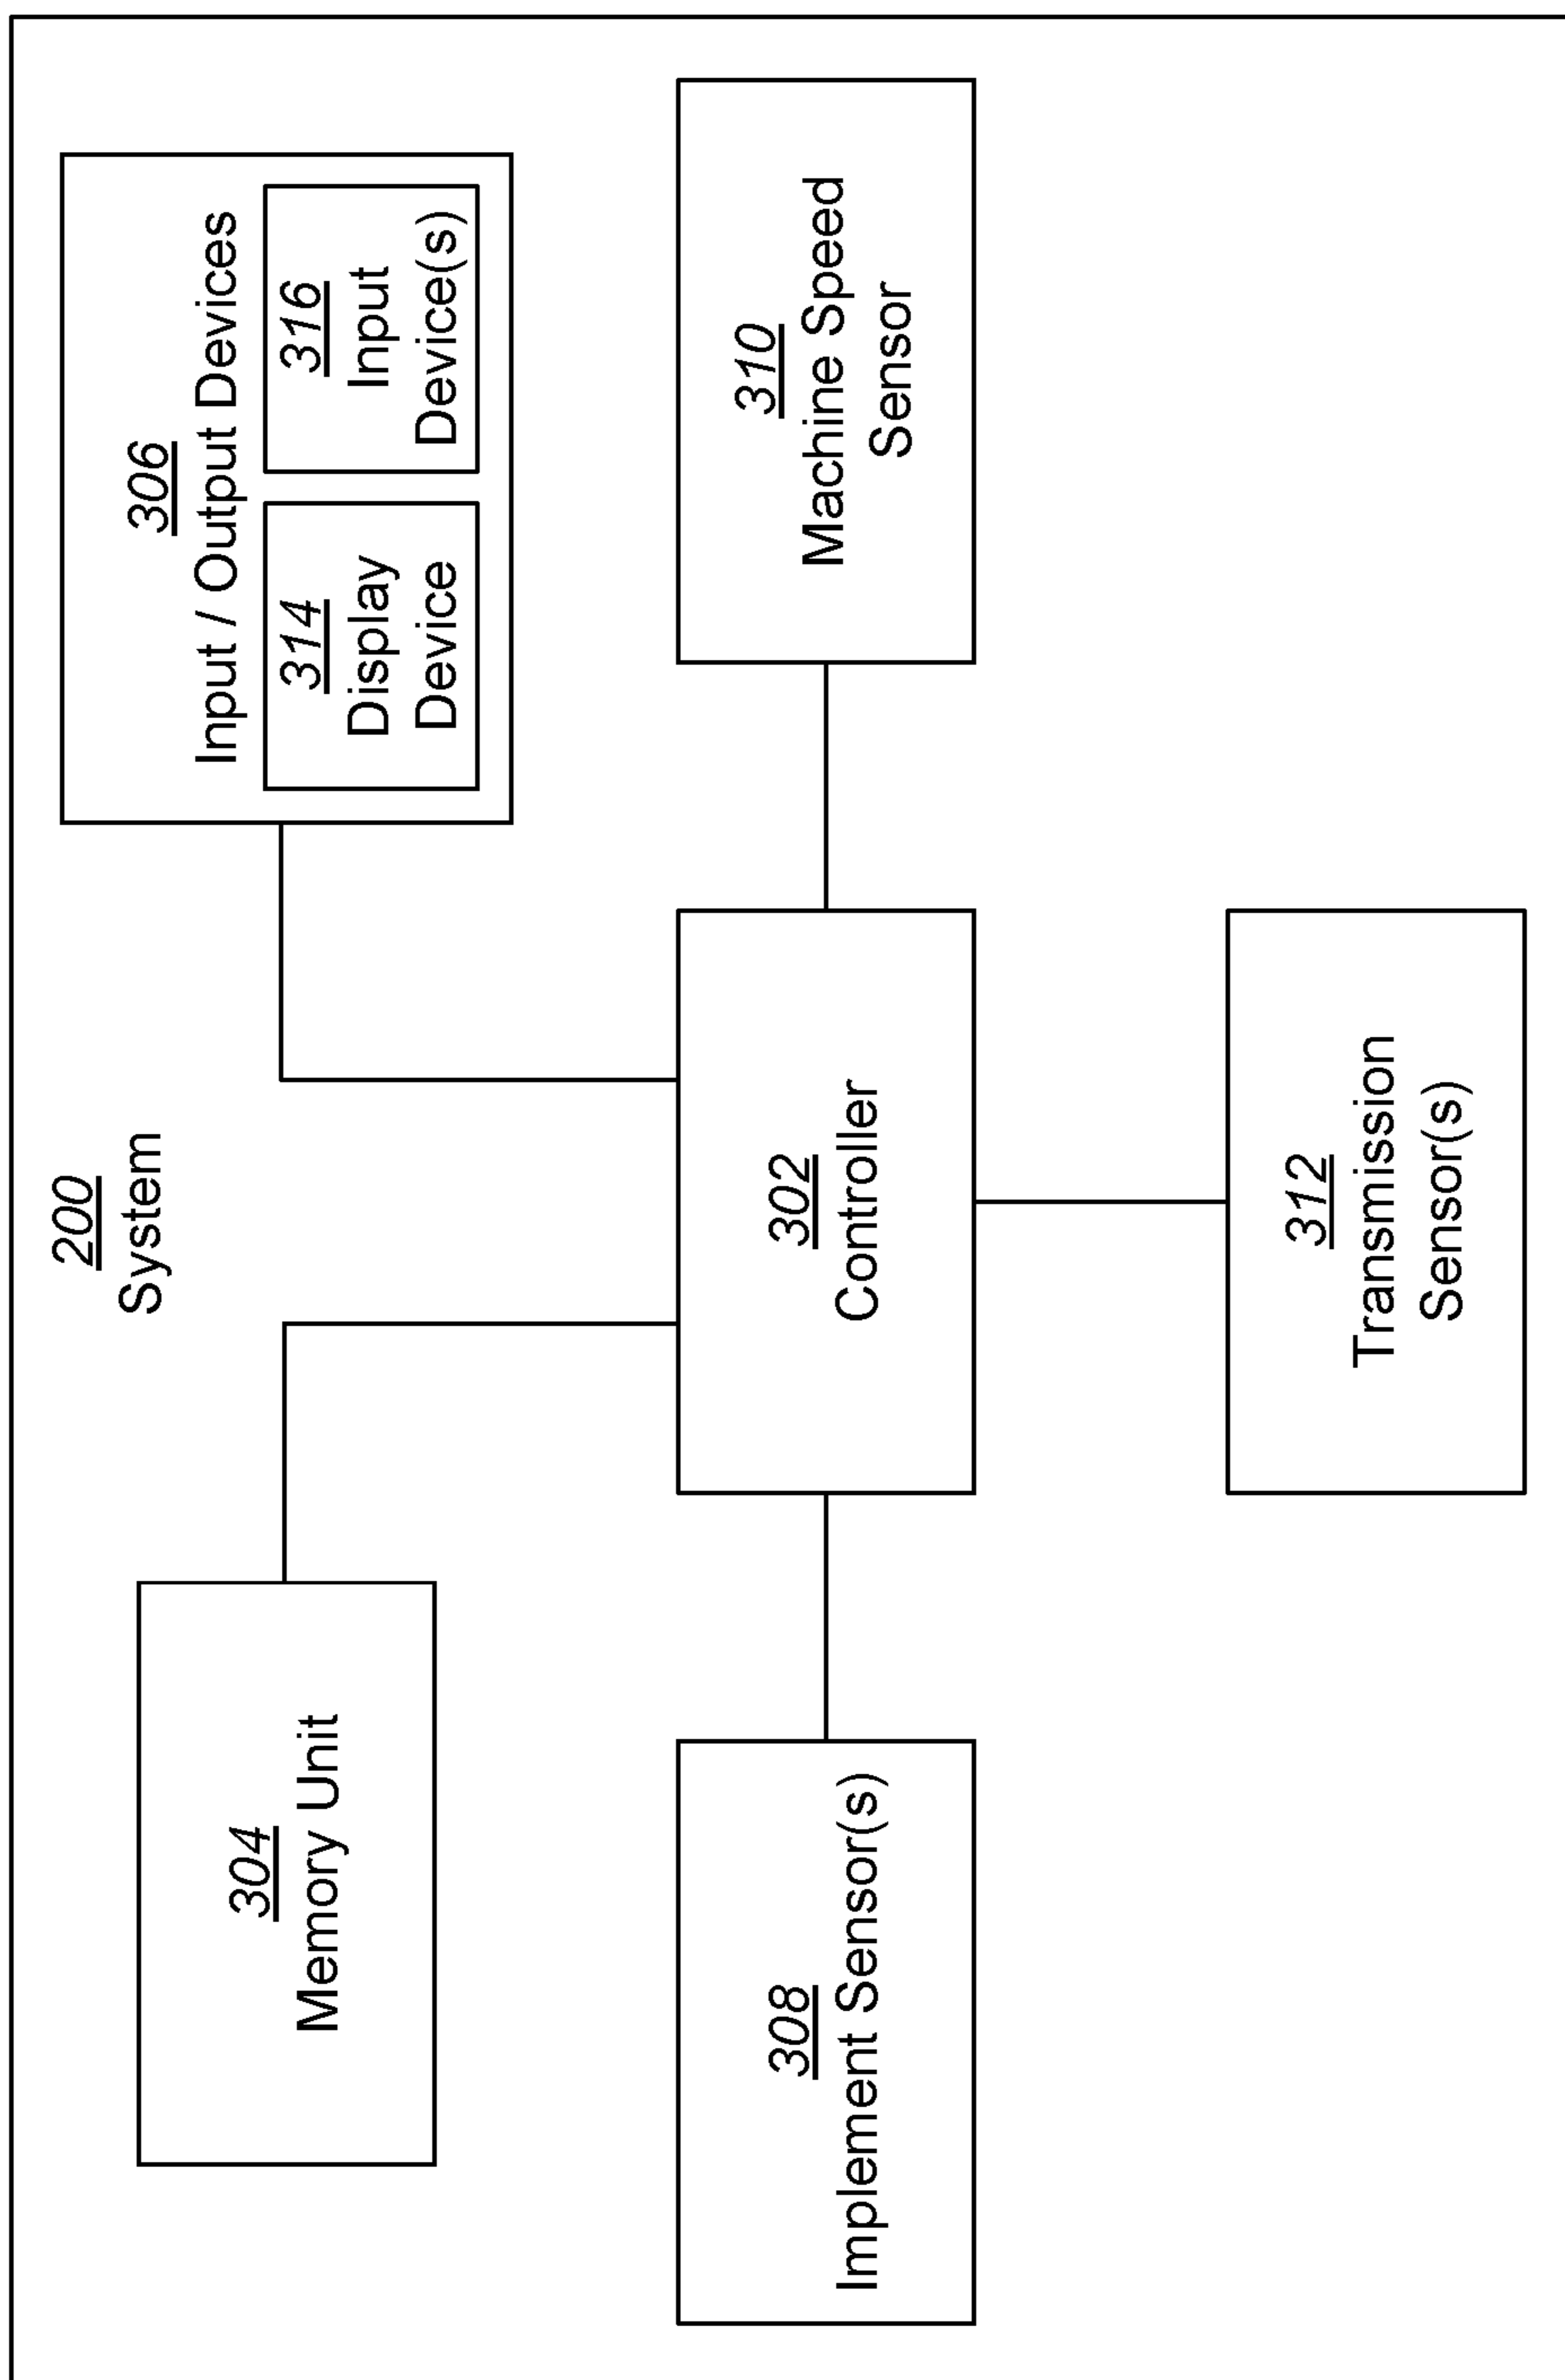 200
System
304
Memory Unit
306
Input / Output Devices
314
Display
Device
316
Input
Device(s)
308
Implement Sensor(s)
302
Controller
310
Machine Speed
Sensor
312
Transmission
Sensor(s)